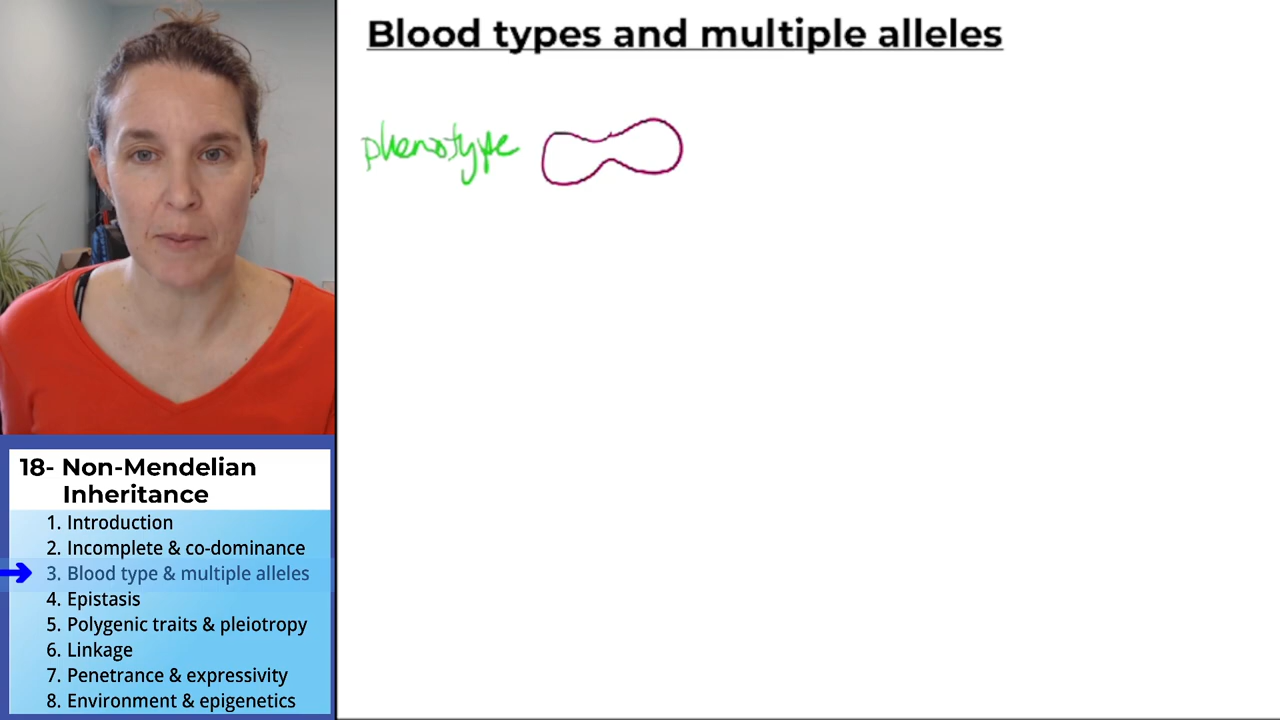 Blood types and multiple alleles
phenotype
18- Non-Mendelian
Inheritance
1. Introduction
2. Incomplete & co-dominance
3. Blood type & multiple alleles
4. Epistasis
5. Polygenic traits & pleiotropy
6. Linkage
7. Penetrance & expressivity
8. Environment & epigenetics